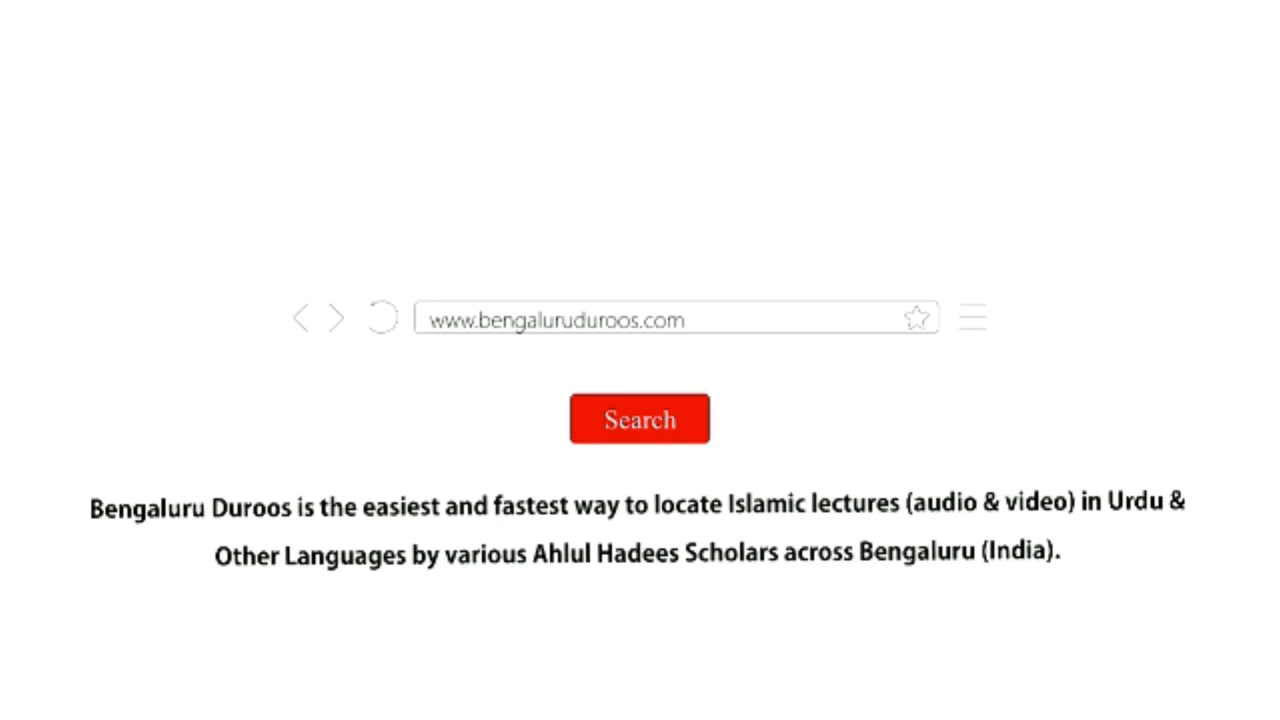 www.bengaluruduroos.com
Search
Bengaluru Duroos is the easiest and fastest way to locate Islamic lectures (audio & video) in Urdu &
Other Languages by various Ahlul Hadees Scholars across Bengaluru (India).